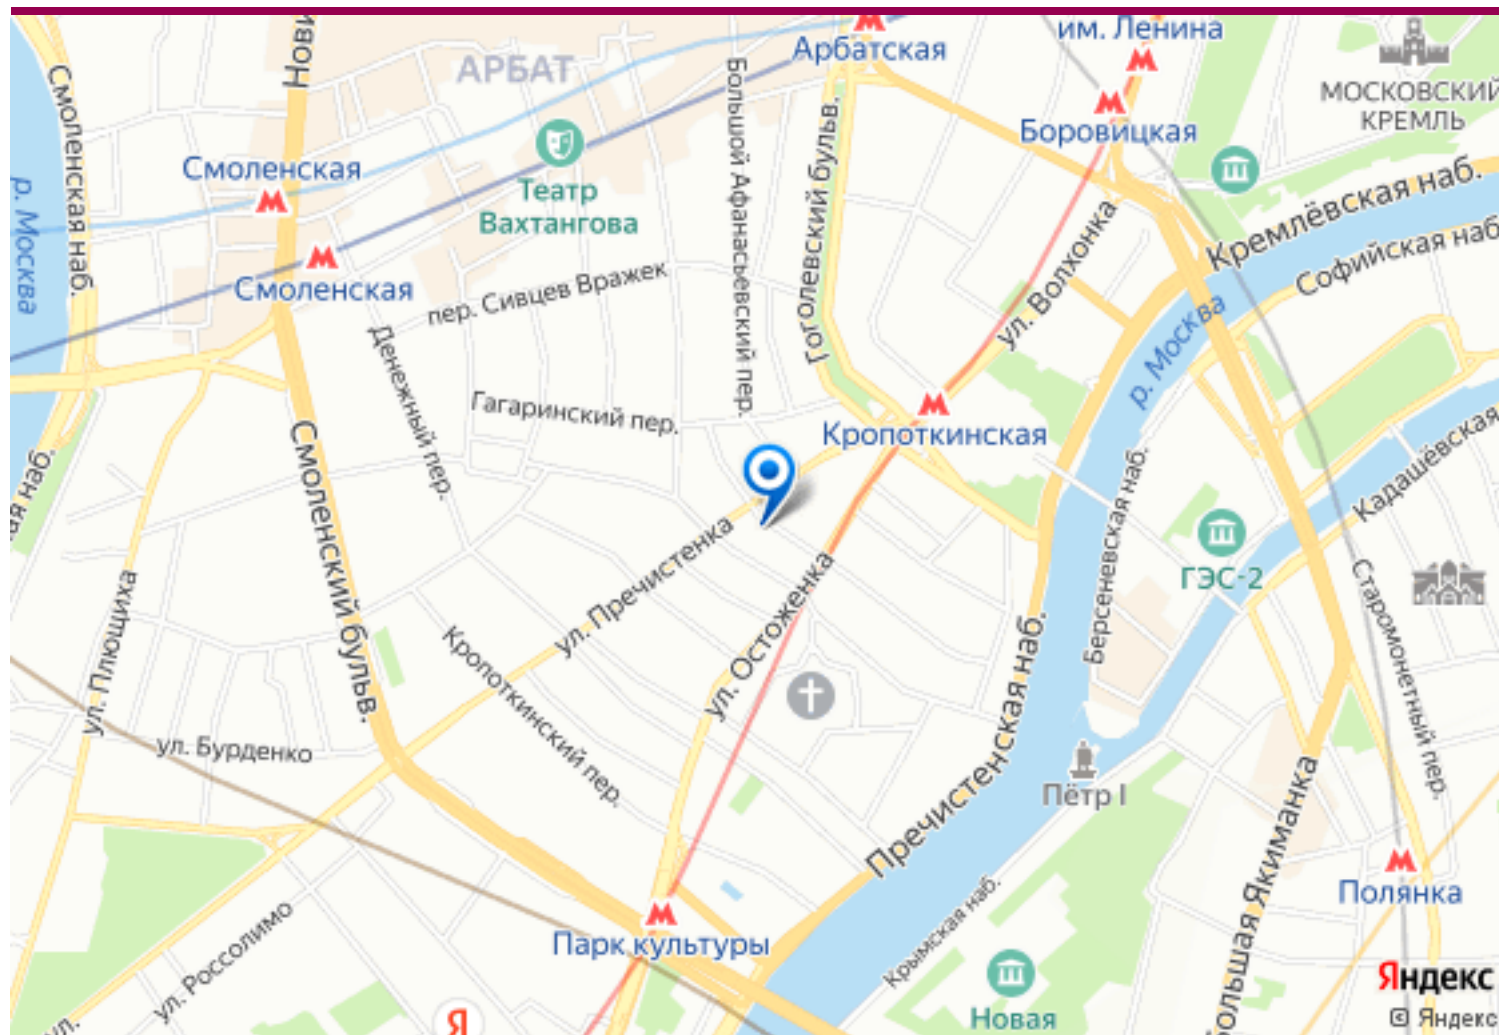 им. Ленина
Арбатская
АРБАТ
МОСКОВСКИЙ
КРЕМЛЬ
Боровицкая
Смоленская
Смоленская наб.
р. Москва
Большой Афанасьевский пер.
Гоголевский бульв.
Театр
Вахтангова
Кремлёвская наб.
Софийская наб
Смоленская
пер. Сивцев Вражек
ул. Волхонка
р. Москва
Денежный пер.
Гагаринский пер.
Кропоткинская
Кадашёвская
Смоленский бульв.
Берсеневская наб.
ул. Пречистенка
ул. Остоженка
ГЭС-2
Старомонетный пер.
ул. Плющиха
Кропоткинский пер.
Пречистенская наб.
ул. Бурденко
Пётр I
Полянка
ул. Россолимо
Парк культуры
Крымская наб.
Новая
Яндекс
Я
© Яндекс